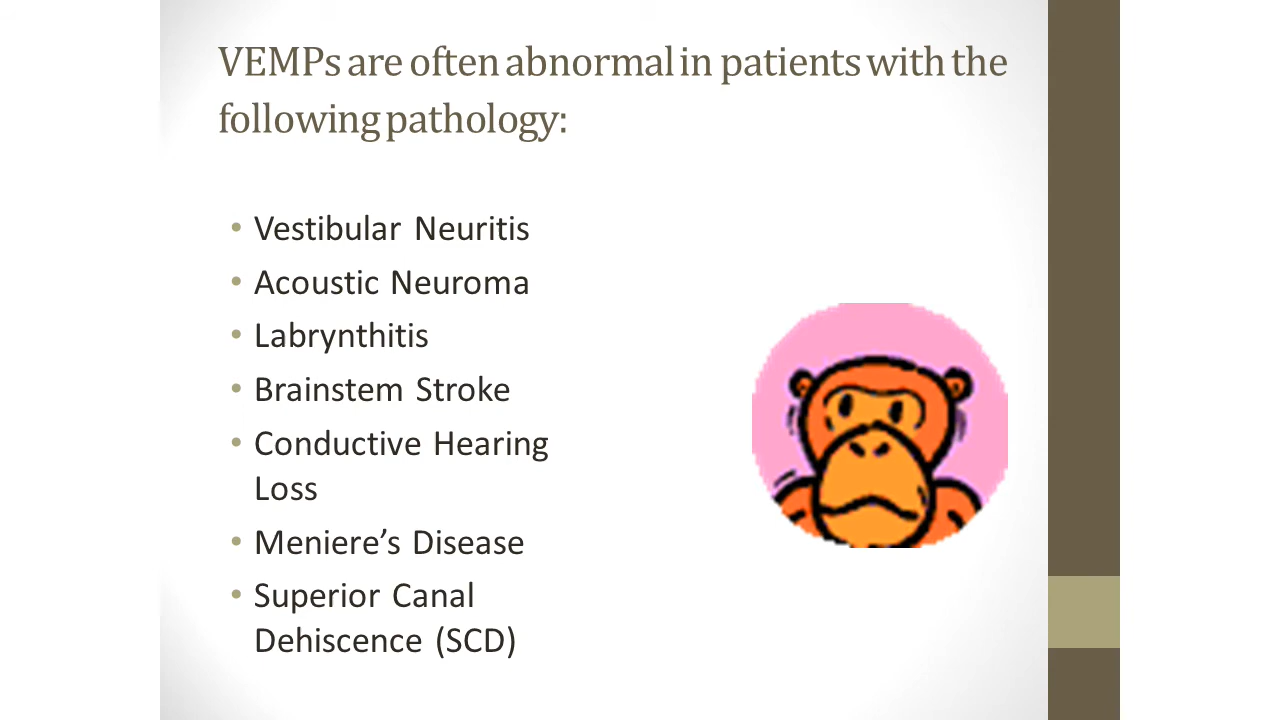 VEMPs are often abnormal in patients with the
following pathology:
• Vestibular Neuritis
• Acoustic Neuroma
• Labrynthitis
• Brainstem Stroke
• Conductive Hearing
Loss
• Meniere’s Disease
• Superior Canal
Dehiscence (SCD)